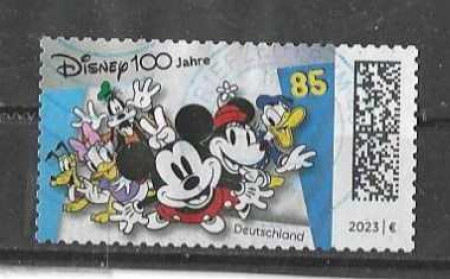 DISNEY 100 Jahre
85
Deutschland
2023 | €